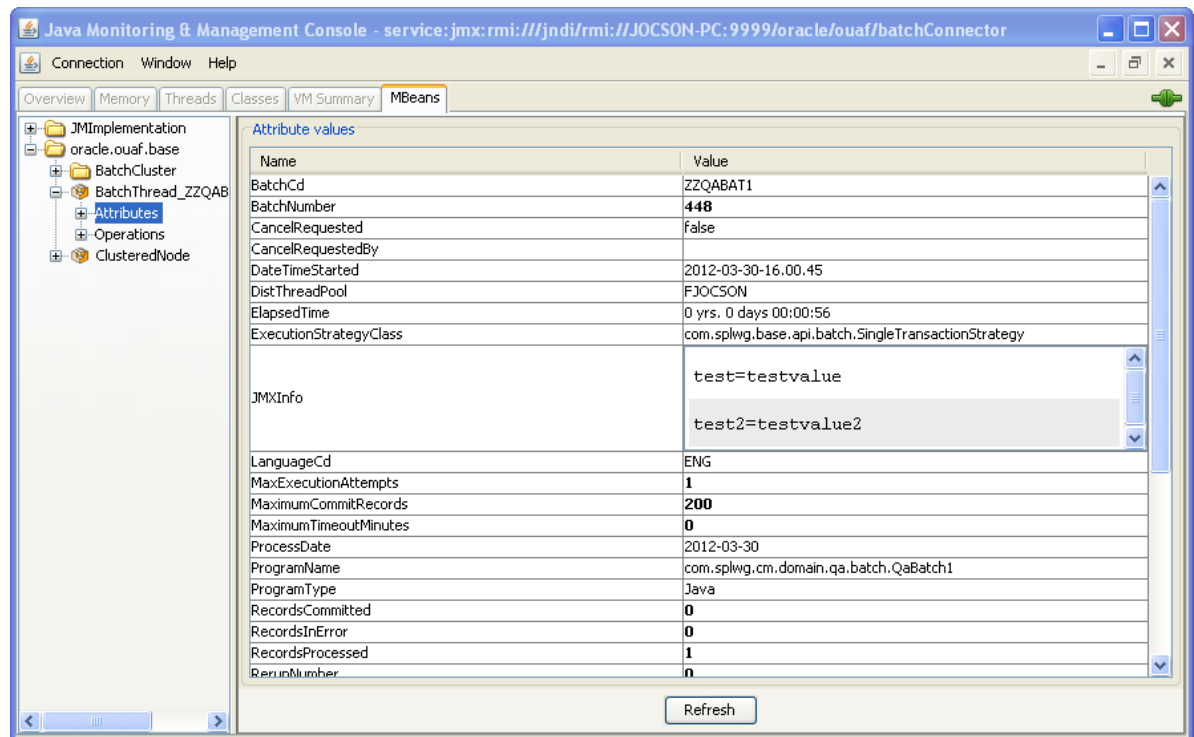 Java Monitoring & Management Console - service:jmx:rmi:///jndi/rmi://JOCSON-PC:9999/oracle/ouaf/batchConnector
Connection Window Help
Overview Memory Threads Classes VM Summary MBeans
JMImplementation
oracle.ouaf.base
BatchCluster
BatchThread_ZZQAB
Attributes
Operations
ClusteredNode
Attribute values
Name Value
BatchCd ZZQABAT1
BatchNumber 448
CancelRequested false
CancelRequestedBy
DateTimeStarted 2012-03-30-16.00.45
DistThreadPool FJOCSON
ElapsedTime 0 yrs. 0 days 00:00:56
ExecutionStrategyClass com.splwg.base.api.batch.SingleTransactionStrategy
JMXInfo
test=testvalue
test2=testvalue2
LanguageCd ENG
MaxExecutionAttempts 1
MaximumCommitRecords 200
MaximumTimeoutMinutes 0
ProcessDate 2012-03-30
ProgramName com.splwg.cm.domain.qa.batch.QaBatch1
ProgramType Java
RecordsCommitted 0
RecordsInError 0
RecordsProcessed 1
RerunNumber 0
Refresh